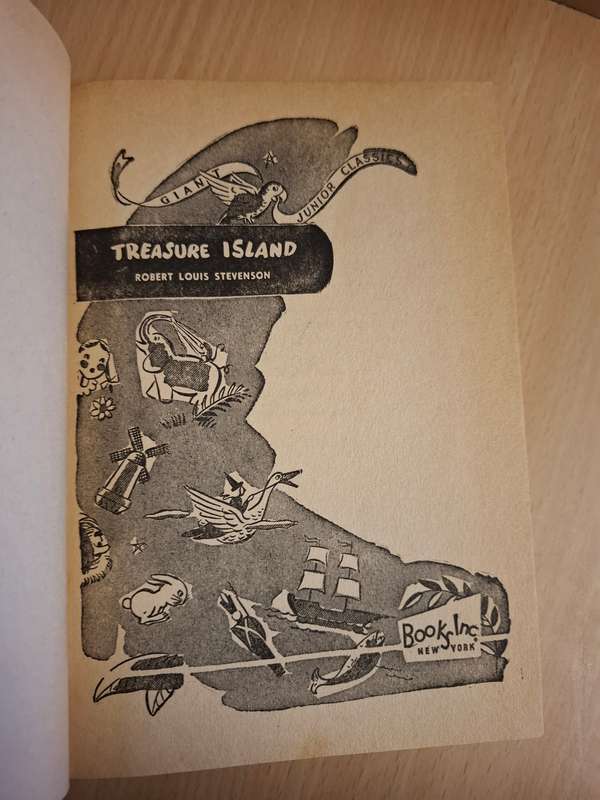 GIANT
JUNIOR CLASSICS
TREASURE ISLAND
ROBERT LOUIS STEVENSON
Books, Inc.
NEW YORK